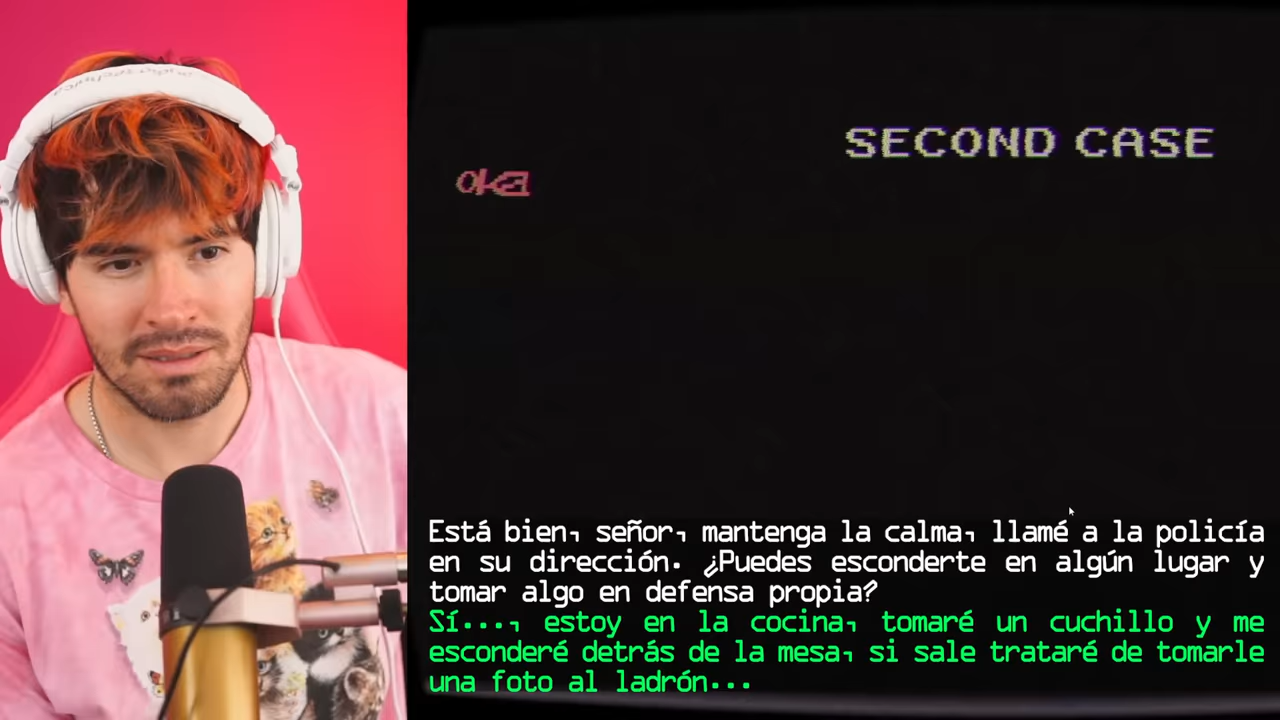 SECOND CASE
oka
Está bien, señor, mantenga la calma, llamé a la policía
en su dirección. ¿Puedes esconderte en algún lugar y
tomar algo en defensa propia?
Sí..., estoy en la cocina, tomaré un cuchillo y me
esconderé detrás de la mesa, si sale trataré de tomarle
una foto al ladrón...